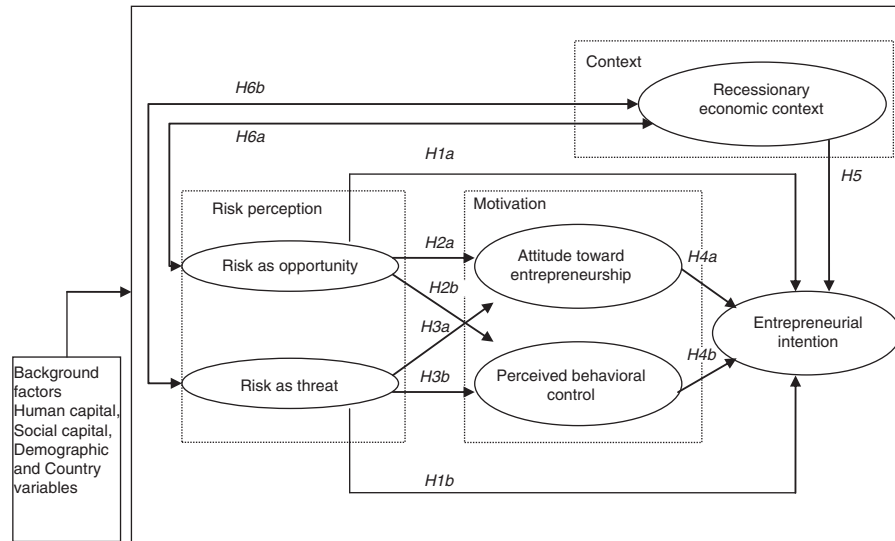 Context
Recessionary
economic context
H6b
H6a
H1a
H5
Risk perception
Motivation
Risk as opportunity
H2a
Attitude toward
entrepreneurship
H4a
H2b
H3a
Entrepreneurial
intention
Risk as threat
H3b
Perceived behavioral
control
H4b
Background
factors
Human capital,
Social capital,
Demographic
and Country
variables
H1b